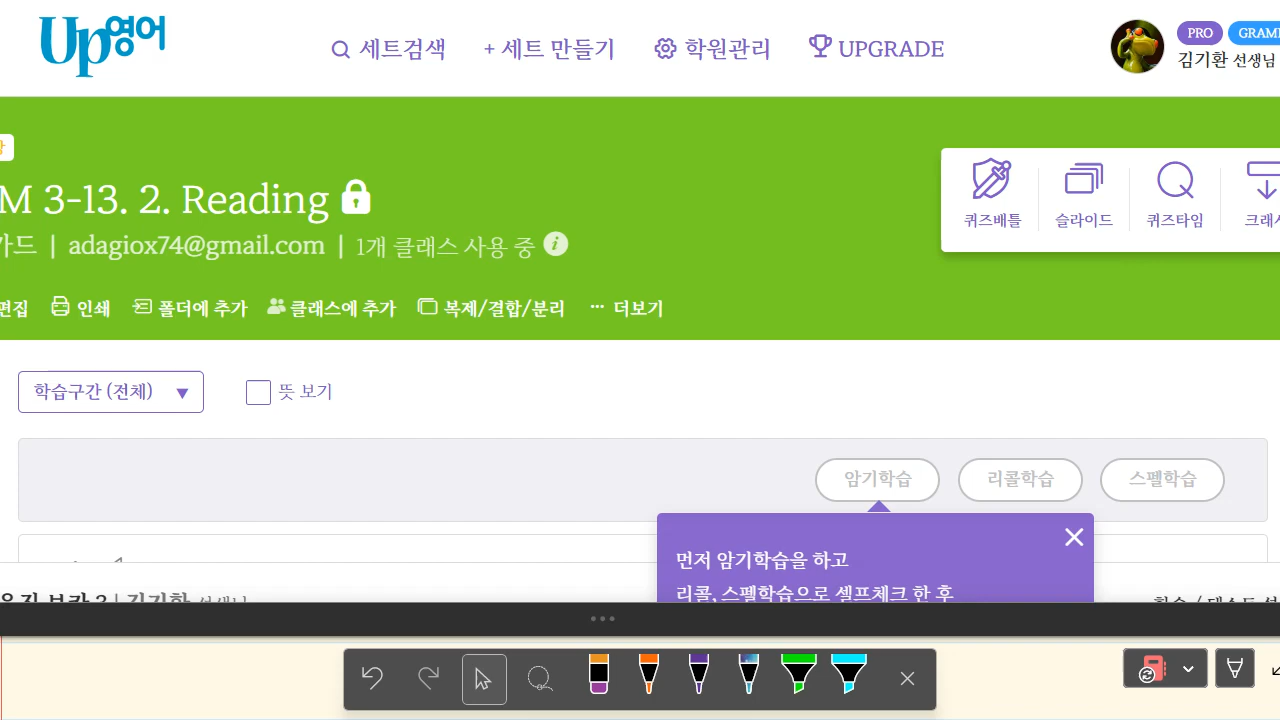 Up영어
세트검색
+ 세트 만들기
학원관리
UPGRADE
PRO
김기환 선생님
M 3-13. 2. Reading
카드 | adagiox74@gmail.com | 1개 클래스 사용 중
편집
인쇄
폴더에 추가
클래스에 추가
복제/결합/분리
더보기
퀴즈배틀
슬라이드
퀴즈타임
학습구간 (전체)
뜻 보기
암기학습
리콜학습
스펠학습
먼저 암기학습을 하고
리콜, 스펠학습으로 셀프체크 한 후